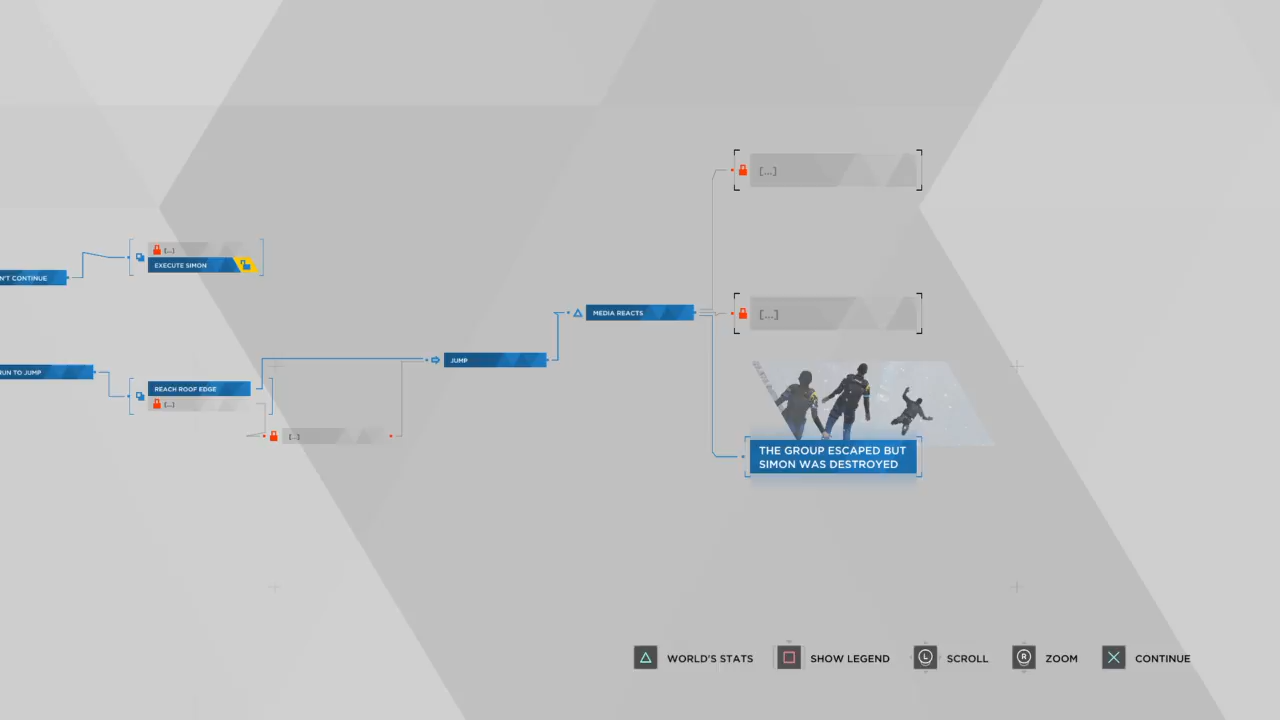 [...]
[...]
EXECUTE SIMON
N'T CONTINUE
[...]
MEDIA REACTS
JUMP
RUN TO JUMP
REACH ROOF EDGE
[...]
[...]
THE GROUP ESCAPED BUT
SIMON WAS DESTROYED
WORLD'S STATS
SHOW LEGEND
L
SCROLL
R
ZOOM
CONTINUE